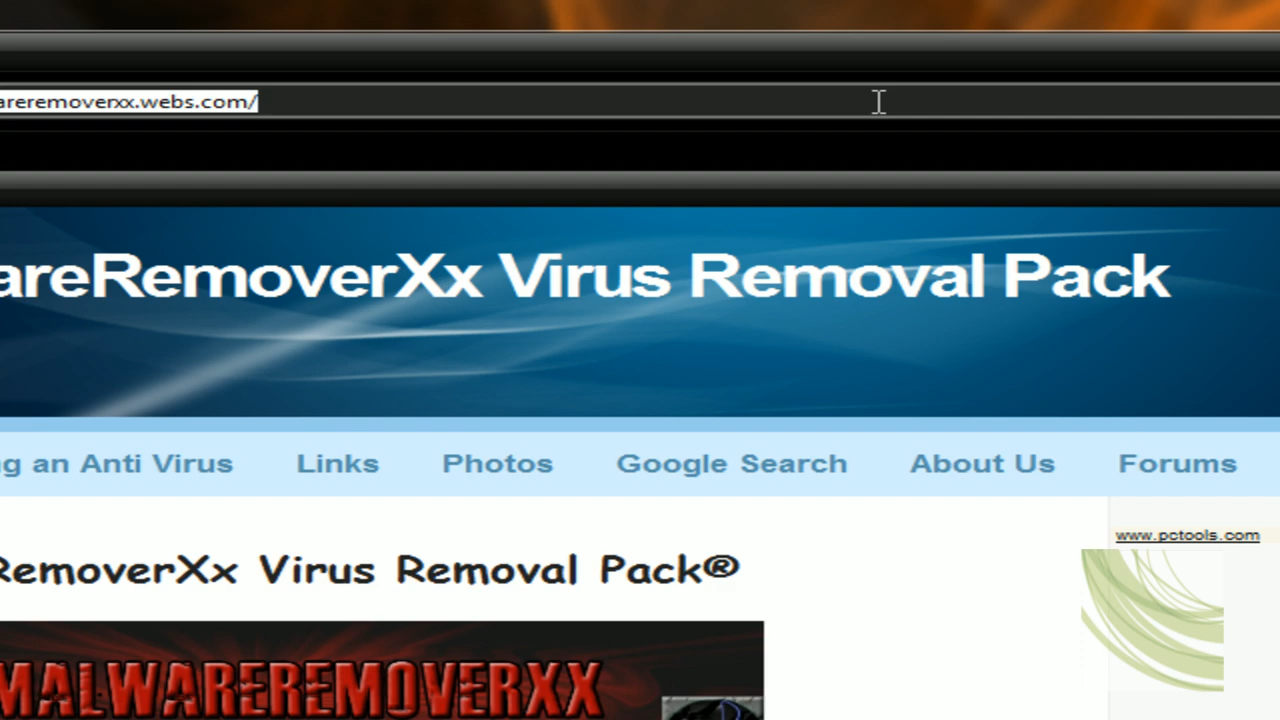 areremoverxx.webs.com/
areRemoverXx Virus Removal Pack
g an Anti Virus Links Photos Google Search About Us Forums
www.pctools.com
RemoverXx Virus Removal Pack®
MALWAREREMOVERXX